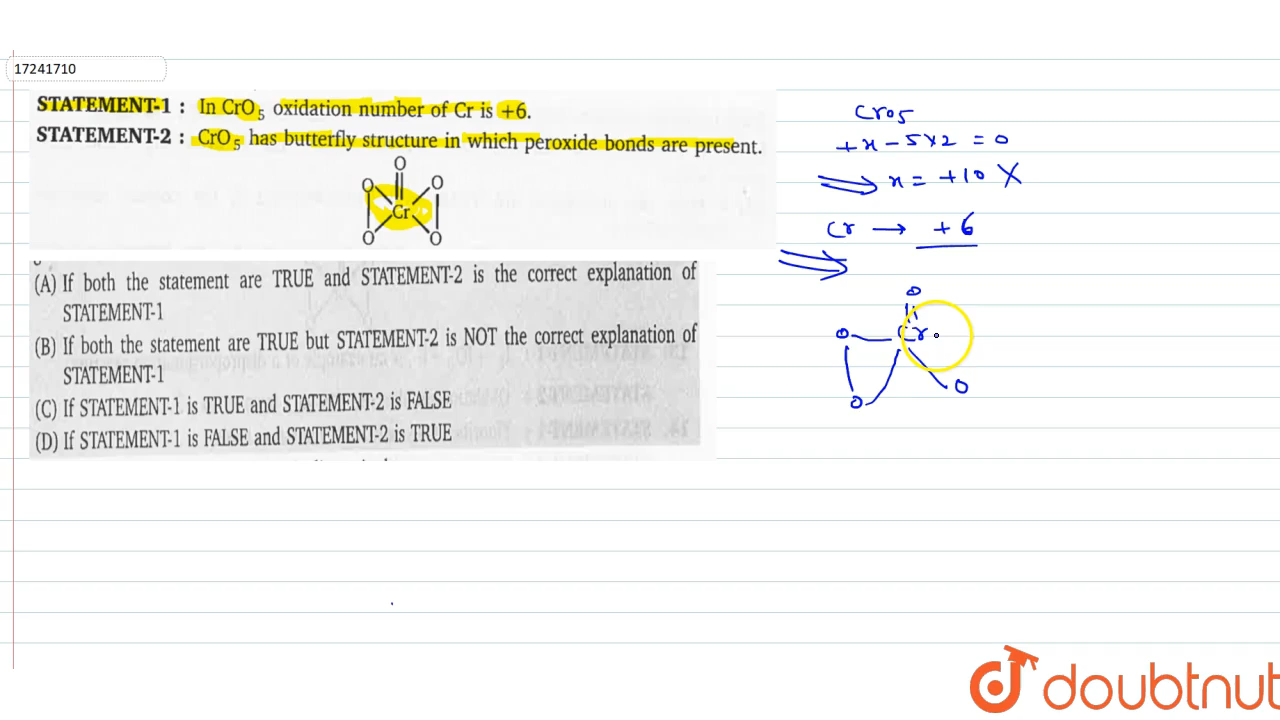 17241710
STATEMENT-1 : In CrO5 oxidation number of Cr is +6.
STATEMENT-2 : CrO5 has butterfly structure in which peroxide bonds are present.
O
O O
Cr
O O
(A) If both the statement are TRUE and STATEMENT-2 is the correct explanation of
STATEMENT-1
(B) If both the statement are TRUE but STATEMENT-2 is NOT the correct explanation of
STATEMENT-1
(C) If STATEMENT-1 is TRUE and STATEMENT-2 is FALSE
(D) If STATEMENT-1 is FALSE and STATEMENT-2 is TRUE
CrO5
+x - 5x2 = 0
⇒ x = +10 X
Cr → +6
⇒
O
O Cr
O O
doubtnut